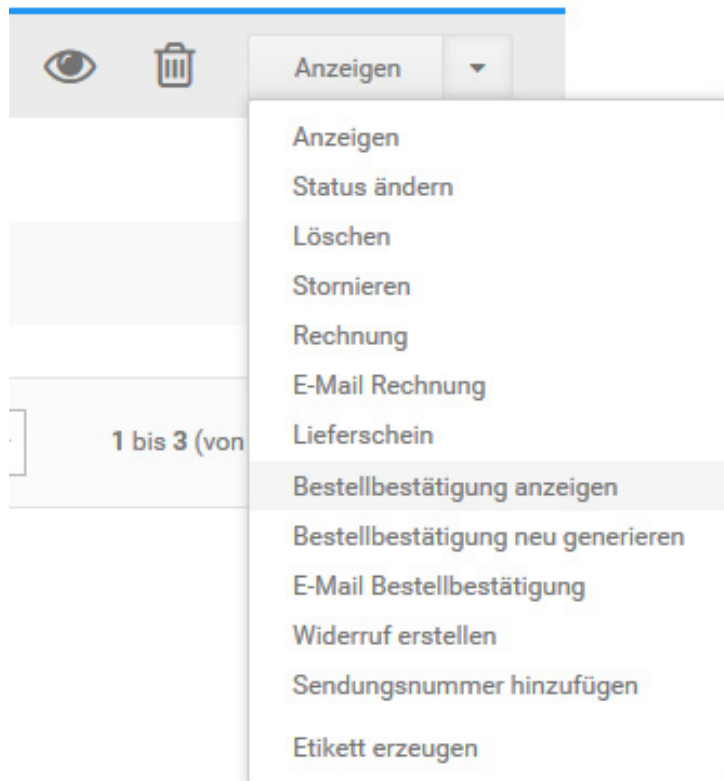 Anzeigen
Anzeigen
Status ändern
Löschen
Stornieren
Rechnung
E-Mail Rechnung
Lieferschein
1 bis 3 (von
Bestellbestätigung anzeigen
Bestellbestätigung neu generieren
E-Mail Bestellbestätigung
Widerruf erstellen
Sendungsnummer hinzufügen
Etikett erzeugen